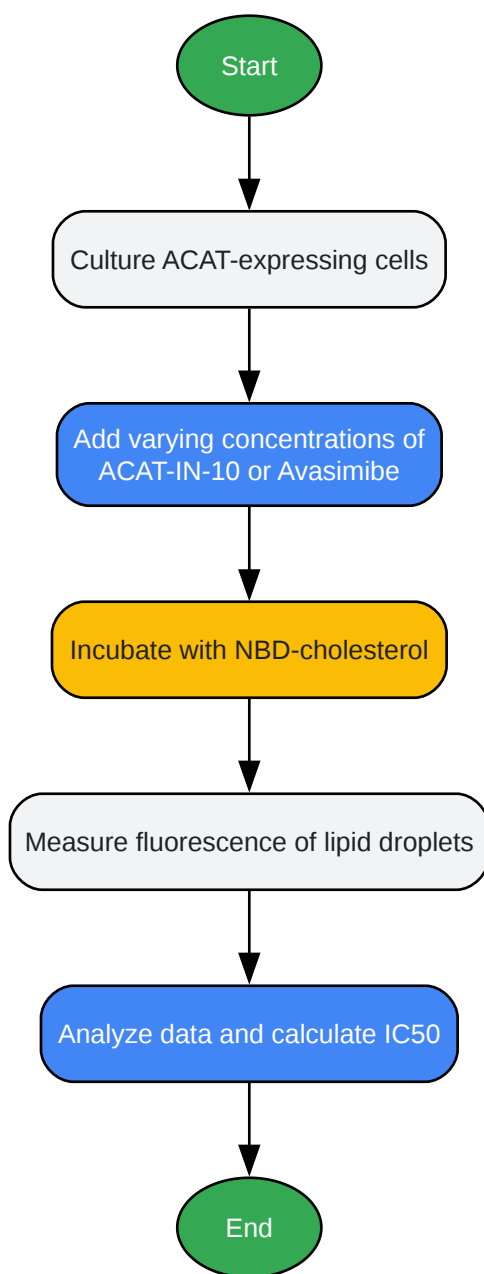 Start
Culture ACAT-expressing cells
Add varying concentrations of
ACAT-IN-10 or Avasimibe
Incubate with NBD-cholesterol
Measure fluorescence of lipid droplets
Analyze data and calculate IC50
End